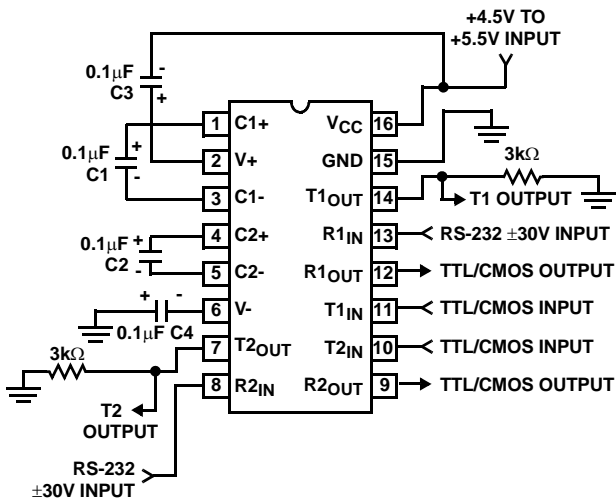 +4.5V TO
+5.5V INPUT
0.1μF
C3
-
+
1 C1+
VCC 16
0.1μF
C1
+
-
2 V+
GND 15
3kΩ
3 C1-
T1OUT 14
T1 OUTPUT
4 C2+
R1IN 13
RS-232 ±30V INPUT
0.1μF
C2
+
-
5 C2-
R1OUT 12
TTL/CMOS OUTPUT
+ -
0.1μF C4
6 V-
T1IN 11
TTL/CMOS INPUT
3kΩ
7 T2OUT
T2IN 10
TTL/CMOS INPUT
8 R2IN
R2OUT 9
TTL/CMOS OUTPUT
T2
OUTPUT
RS-232
±30V INPUT